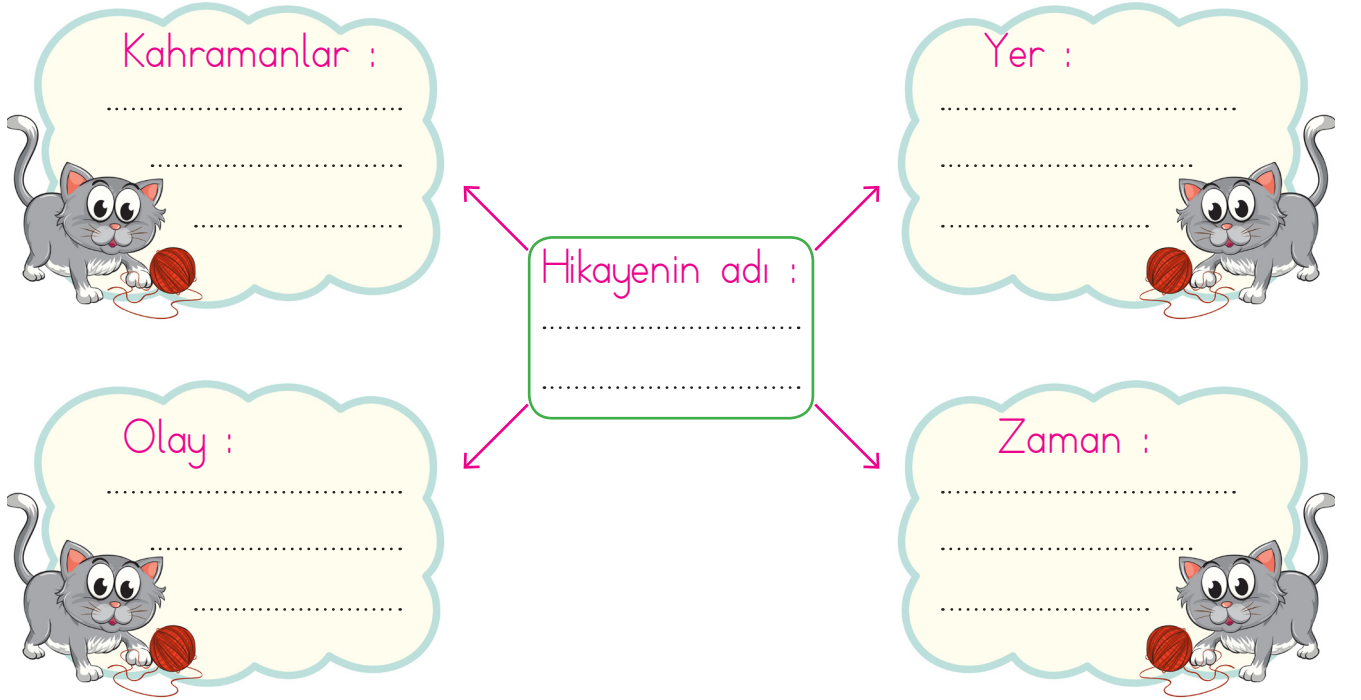 Kahramanlar :
Yer :
Hikayenin adı :
Olay :
Zaman :